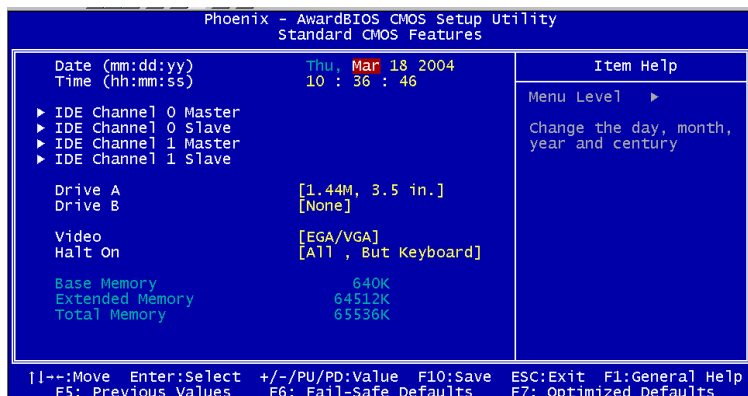 Phoenix - AwardBIOS CMOS Setup Utility
Standard CMOS Features
Date (mm:dd:yy) Thu, Mar 18 2004
Time (hh:mm:ss) 10 : 36 : 46
▶ IDE Channel 0 Master
▶ IDE Channel 0 Slave
▶ IDE Channel 1 Master
▶ IDE Channel 1 Slave
Drive A [1.44M, 3.5 in.]
Drive B [None]
Video [EGA/VGA]
Halt On [All , But Keyboard]
Base Memory 640K
Extended Memory 64512K
Total Memory 65536K
Item Help
Menu Level ▶
Change the day, month,
year and century
↑↓→←:Move Enter:Select +/-/PU/PD:Value F10:Save ESC:Exit F1:General Help
F5: Previous Values F6: Fail-Safe Defaults F7: Optimized Defaults